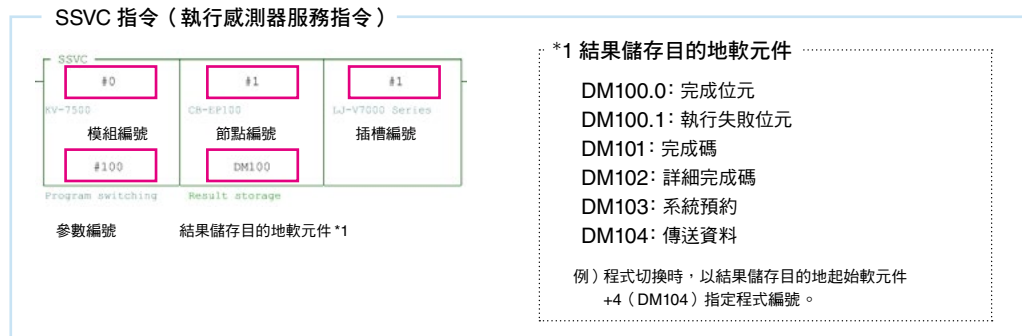 SSVC 指令（執行感測器服務指令）
SSVC
#0
#1
#1
KV-7500
CB-EP100
LJ-V7000 Series
模組編號
節點編號
插槽編號
#100
DM100
Program switching
Result storage
參數編號
結果儲存目的地軟元件 *1
*1 結果儲存目的地軟元件
DM100.0：完成位元
DM100.1：執行失敗位元
DM101：完成碼
DM102：詳細完成碼
DM103：系統預約
DM104：傳送資料
例）程式切換時，以結果儲存目的地起始軟元件
+4（DM104）指定程式編號。